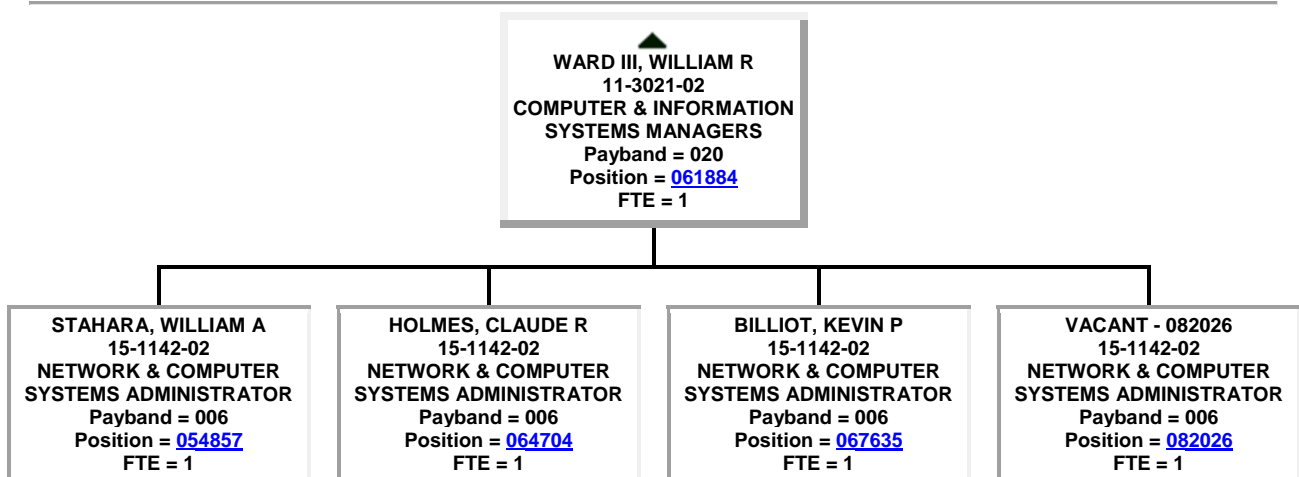 WARD III, WILLIAM R
11-3021-02
COMPUTER & INFORMATION
SYSTEMS MANAGERS
Payband = 020
Position = 061884
FTE = 1
STAHARA, WILLIAM A
15-1142-02
NETWORK & COMPUTER
SYSTEMS ADMINISTRATOR
Payband = 006
Position = 054857
FTE = 1
HOLMES, CLAUDE R
15-1142-02
NETWORK & COMPUTER
SYSTEMS ADMINISTRATOR
Payband = 006
Position = 064704
FTE = 1
BILLIOT, KEVIN P
15-1142-02
NETWORK & COMPUTER
SYSTEMS ADMINISTRATOR
Payband = 006
Position = 067635
FTE = 1
VACANT - 082026
15-1142-02
NETWORK & COMPUTER
SYSTEMS ADMINISTRATOR
Payband = 006
Position = 082026
FTE = 1